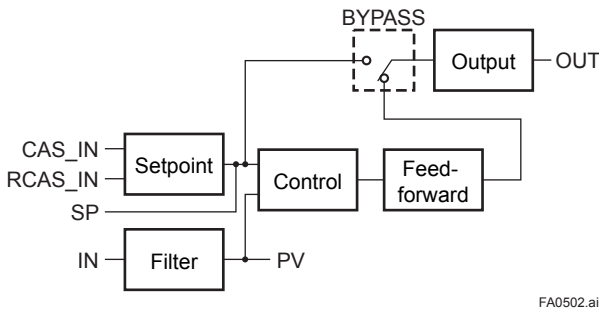 BYPASS
Output
OUT
CAS_IN
RCAS_IN
Setpoint
SP
Control
Feed-
forward
IN
Filter
PV
FA0502.ai